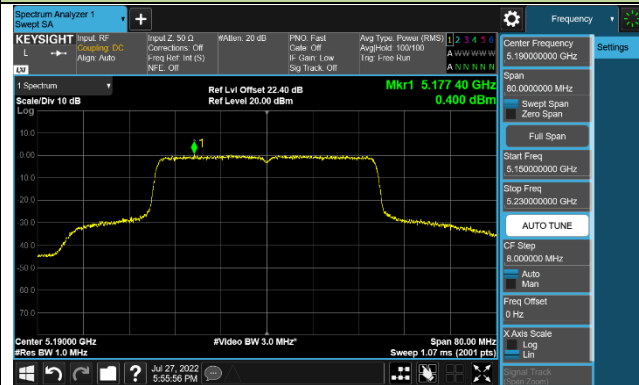 Spectrum Analyzer 1
Swept SA
Frequency
KEYSIGHT
Input: RF
Coupling: DC
Align: Auto
Input Z: 50 Ω
Corrections: Off
Freq Ref: Int (S)
NFE: Off
#Atten: 20 dB
PNO: Fast
Gate: Off
IF Gain: Low
Sig Track: Off
Avg Type: Power (RMS)
Avg|Hold: 100/100
Trig: Free Run
1 2 3 4 5 6
A W W W W W
A N N N N N
L
LXI
1 Spectrum
Scale/Div 10 dB
Log
Ref Lvl Offset 22.40 dB
Ref Level 20.00 dBm
Mkr1 5.177 40 GHz
0.400 dBm
10.0
0.00
1
-10.0
-20.0
-30.0
-40.0
-50.0
-60.0
-70.0
Center 5.19000 GHz
#Res BW 1.0 MHz
#Video BW 3.0 MHz*
Span 80.00 MHz
Sweep 1.07 ms (2001 pts)
Jul 27, 2022
5:55:56 PM
Center Frequency
5.190000000 GHz
Settings
Span
80.0000000 MHz
Swept Span
Zero Span
Full Span
Start Freq
5.150000000 GHz
Stop Freq
5.230000000 GHz
AUTO TUNE
CF Step
8.000000 MHz
Auto
Man
Freq Offset
0 Hz
X Axis Scale
Log
Lin
Signal Track
(Span Zoom)